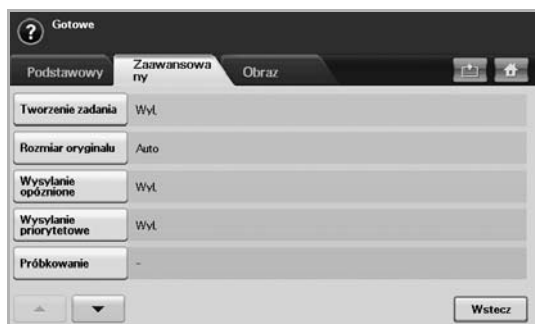 Gotowe
Podstawowy
Zaawansowa
ny
Obraz
Tworzenie zadania
Wył.
Rozmiar oryginału
Auto
Wysyłanie
opóźnione
Wył.
Wysyłanie
priorytetowe
Wył.
Próbkowanie
-
Wstecz